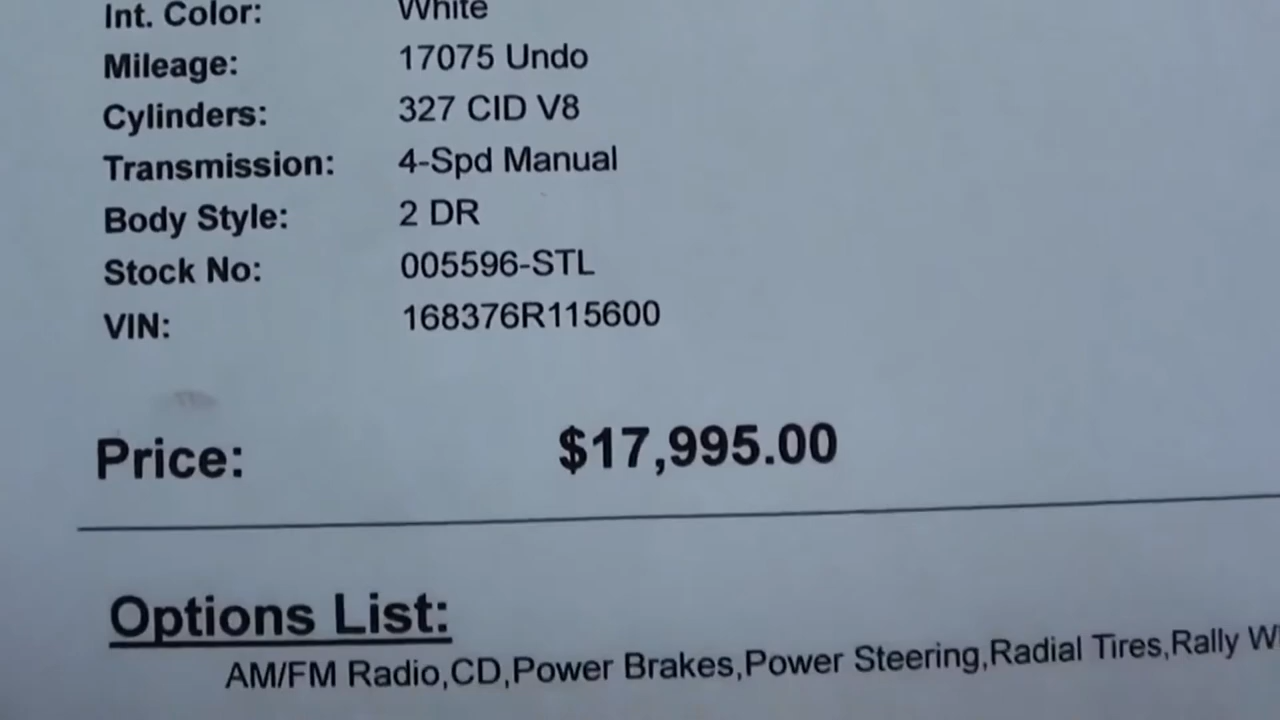 Int. Color: White
Mileage: 17075 Undo
Cylinders: 327 CID V8
Transmission: 4-Spd Manual
Body Style: 2 DR
Stock No: 005596-STL
VIN: 168376R115600
Price: $17,995.00
Options List:
AM/FM Radio,CD,Power Brakes,Power Steering,Radial Tires,Rally